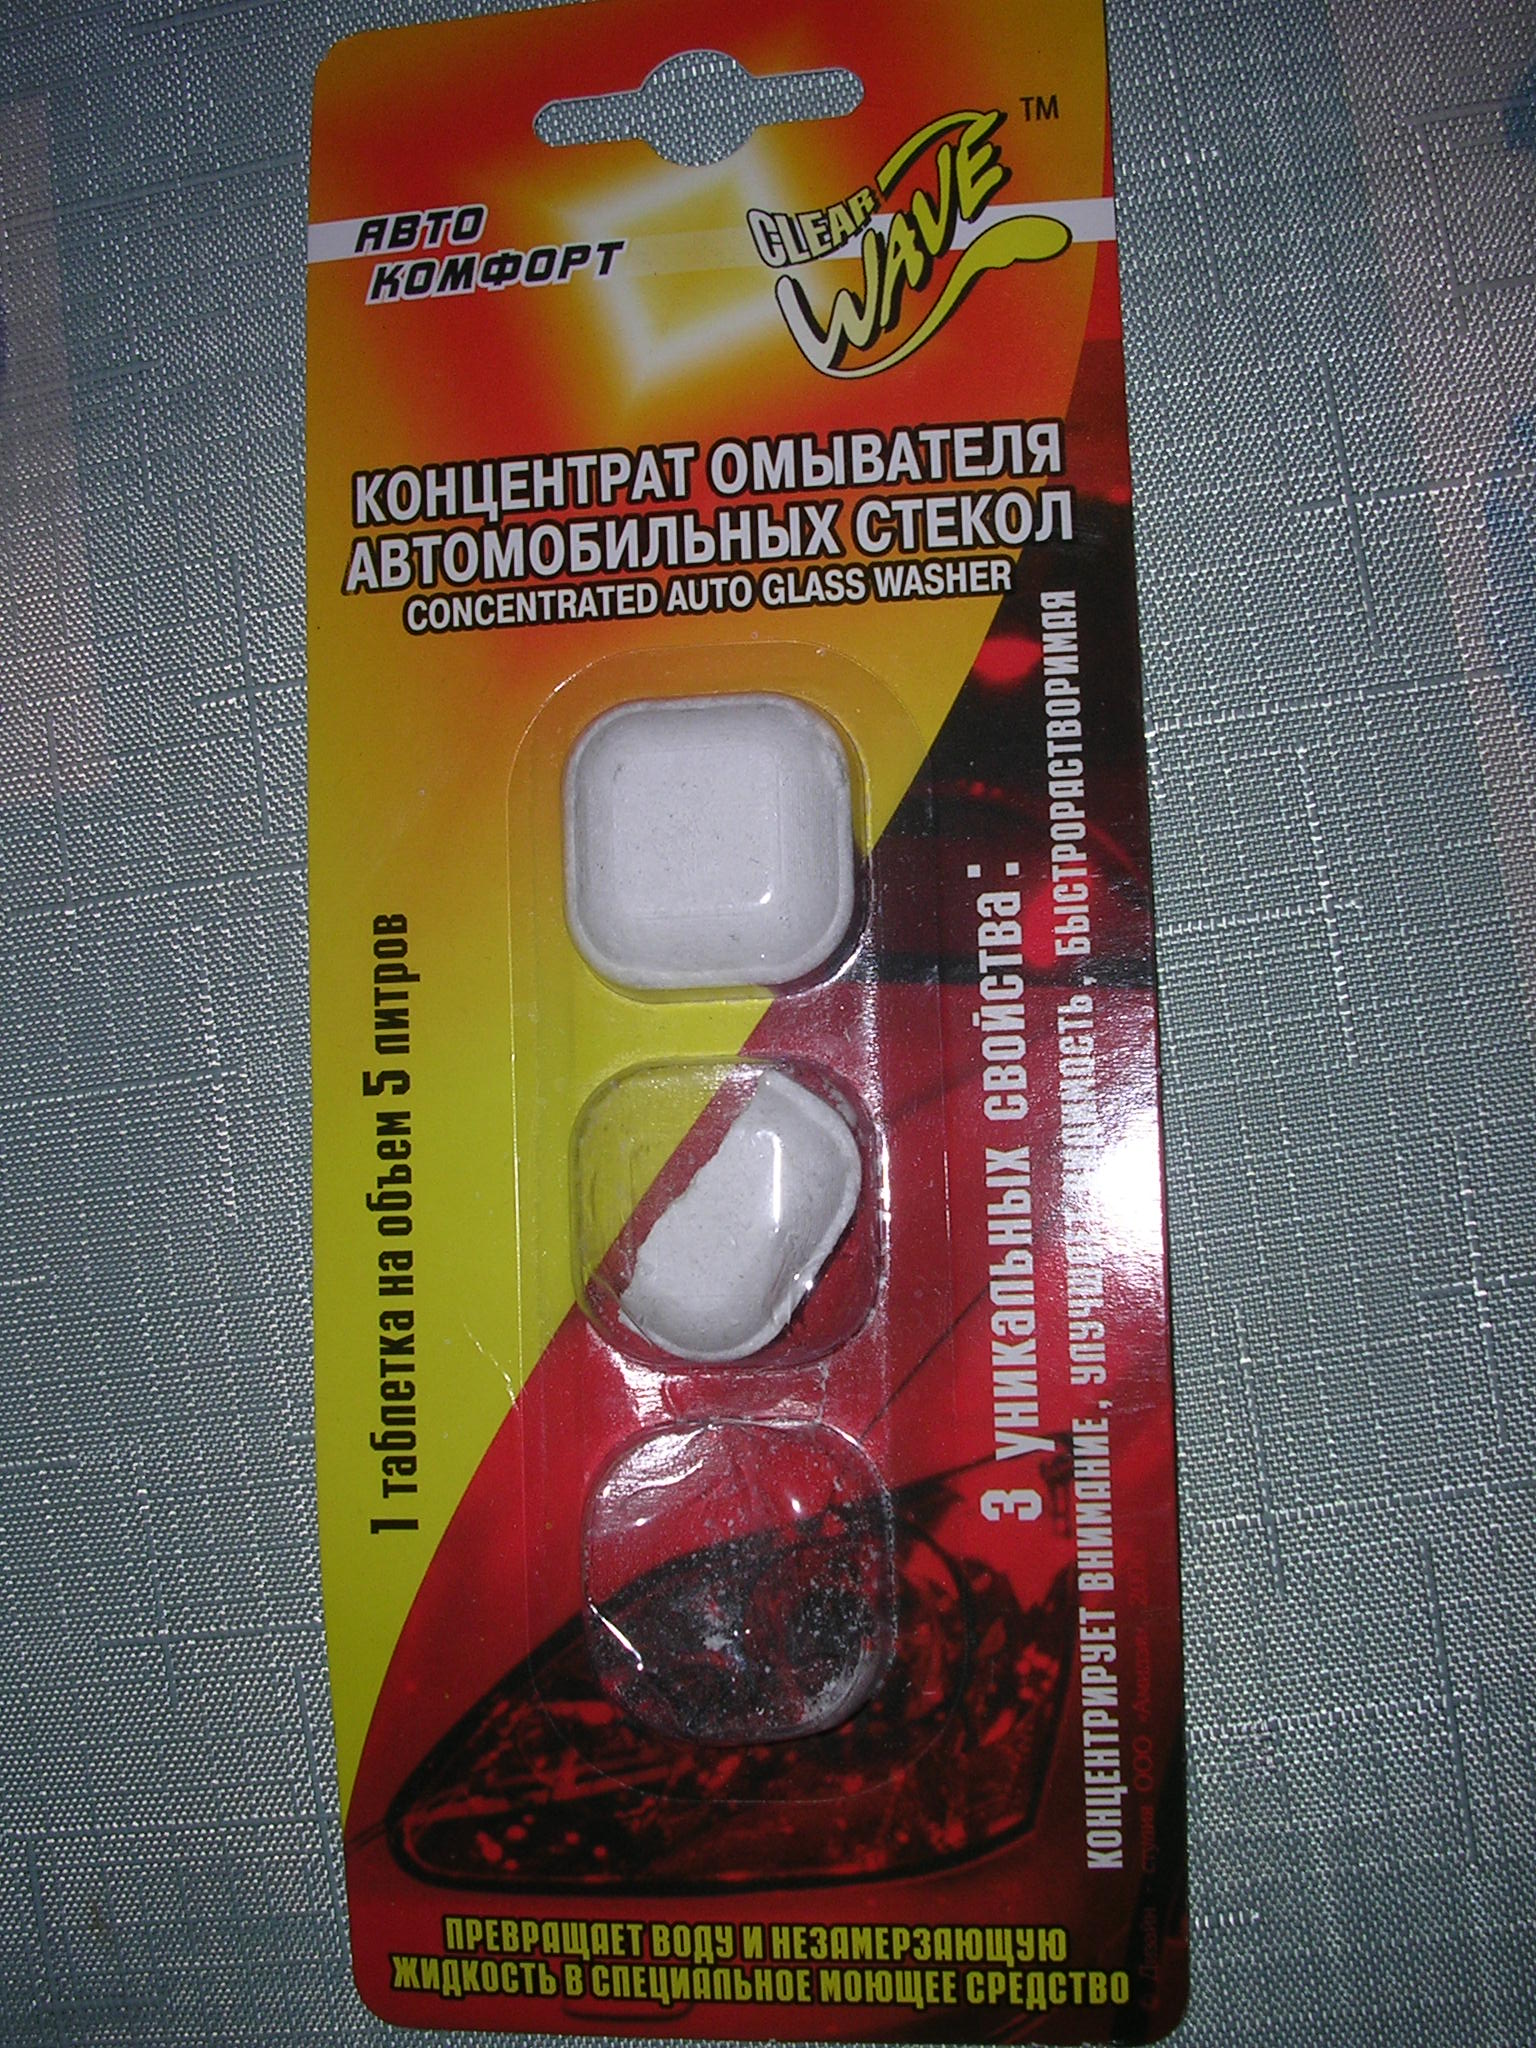 АВТО
КОМФОРТ
CLEAR
WAVE
TM
КОНЦЕНТРАТ ОМЫВАТЕЛЯ
АВТОМОБИЛЬНЫХ СТЕКОЛ
CONCENTRATED AUTO GLASS WASHER
1 таблетка на объем 5 литров
3 уникальных свойства:
КОНЦЕНТРИРУЕТ ВНИМАНИЕ, БЫСТРОРАСТВОРИМАЯ
ПРЕВРАЩАЕТ ВОДУ И НЕЗАМЕРЗАЮЩУЮ
ЖИДКОСТЬ В СПЕЦИАЛЬНОЕ МОЮЩЕЕ СРЕДСТВО